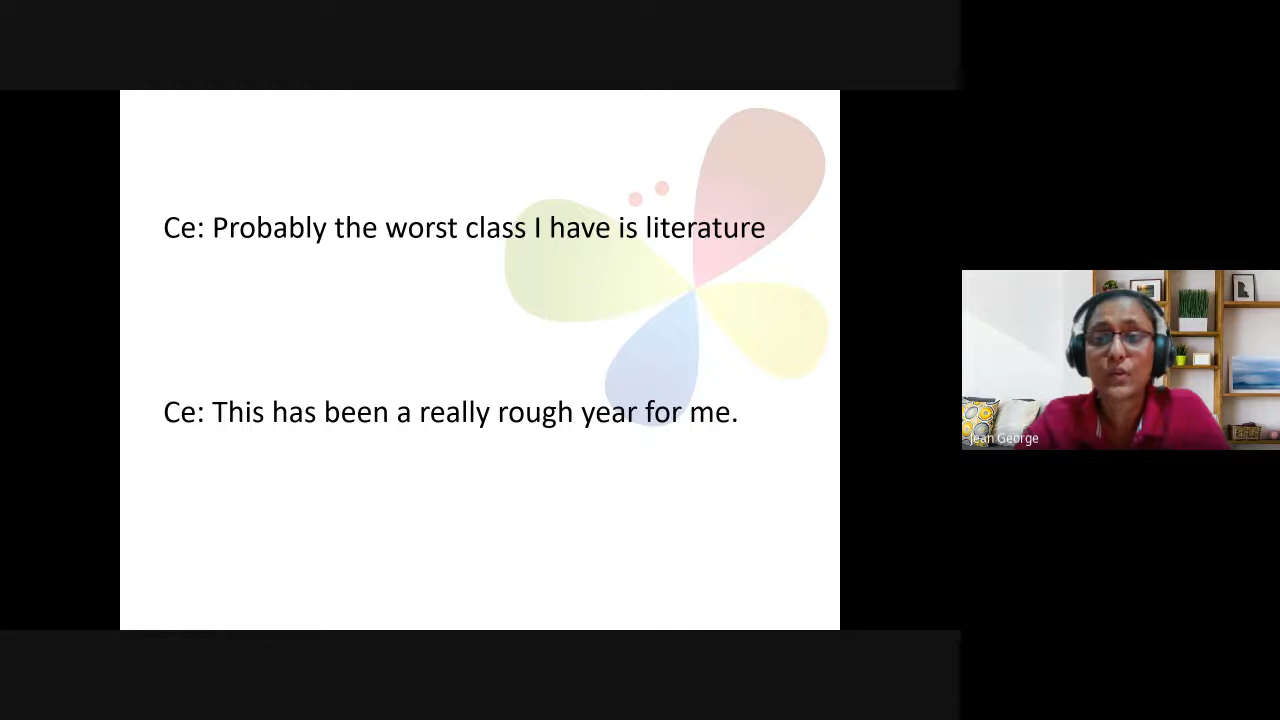 Ce: Probably the worst class I have is literature
Ce: This has been a really rough year for me.
Jean George